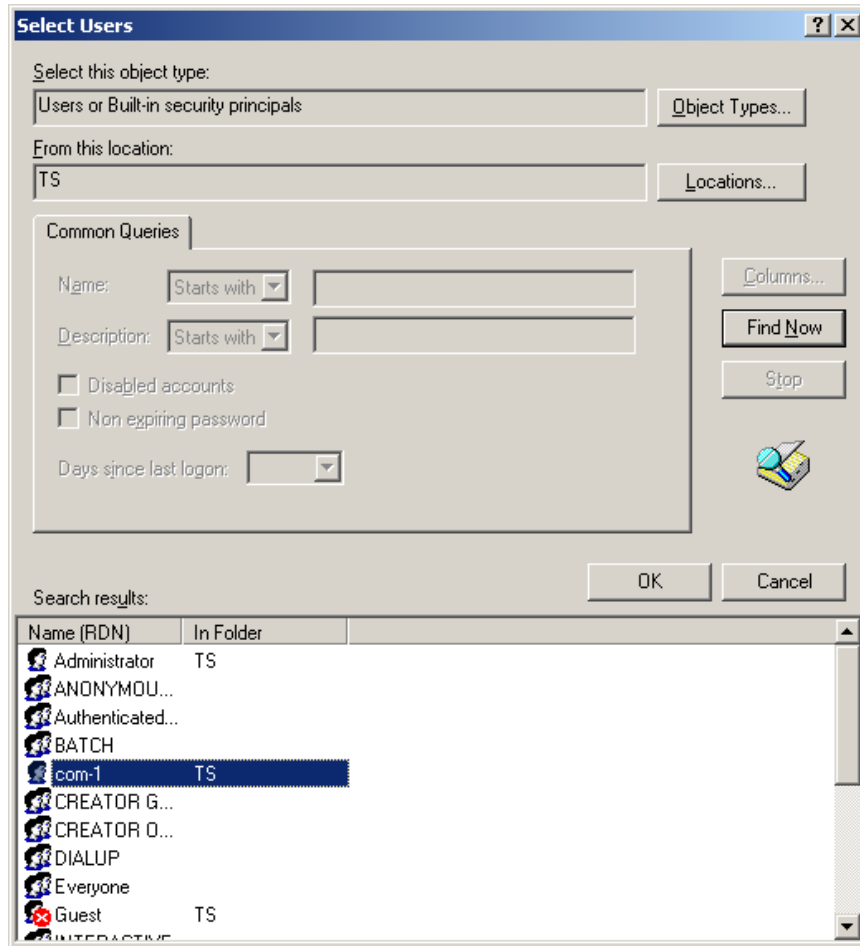 Select Users
Select this object type:
Users or Built-in security principals
Object Types...
From this location:
TS
Locations...
Common Queries
Name:
Starts with
Columns...
Description:
Starts with
Find Now
Disabled accounts
Stop
Non expiring password
Days since last logon:
OK
Cancel
Search results:
Name (RDN) In Folder
Administrator TS
ANONYMOU...
Authenticated...
BATCH
com-1 TS
CREATOR G...
CREATOR O...
DIALUP
Everyone
Guest TS
INTERACTIVE